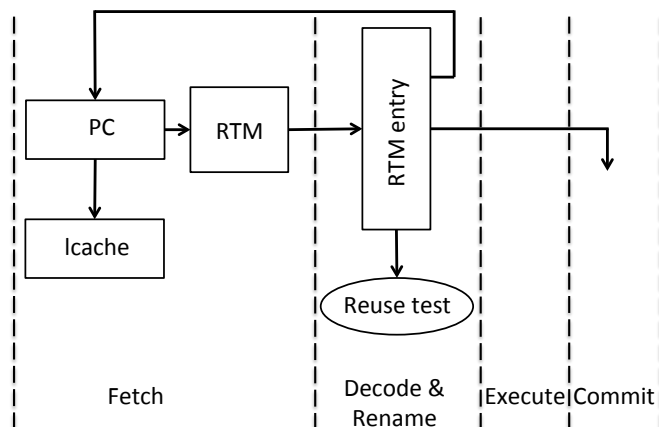 PC
RTM
RTM entry
Icache
Reuse test
Fetch
Decode &
Rename
Execute
Commit